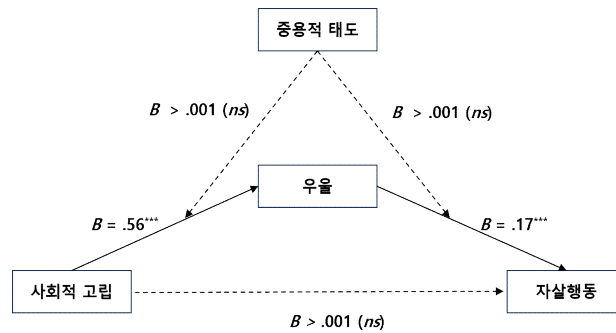 중용적 태도
B > .001 (ns)
B > .001 (ns)
우울
B = .56***
B = .17***
사회적 고립
자살행동
B > .001 (ns)